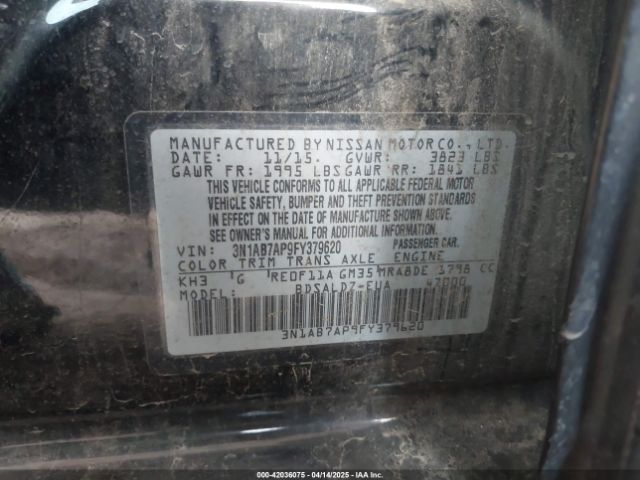 MANUFACTURED BY NISSAN MOTOR CO., LTD.
DATE: 11/15. GVWR: 3823 LBS
GAWR FR: 1995 LBS GAWR RR: 1841 LBS
THIS VEHICLE CONFORMS TO ALL APPLICABLE FEDERAL MOTOR
VEHICLE SAFETY, BUMPER AND THEFT PREVENTION STANDARDS
IN EFFECT ON THE DATE OF MANUFACTURE SHOWN ABOVE.
SEE OWNER'S MANUAL FOR ADDITIONAL INFORMATION
VIN: 3N1AB7AP9FY379620 PASSENGER CAR.
COLOR TRIM TRANS AXLE ENGINE
KH3 'G 'RE0F11A GM35 MRA8DE 1798 CC
MODEL: BDSALDZ-EUA 47000
3N1AB7AP9FY379620
000-42036075 - 04/14/2025 - IAAI, Inc.